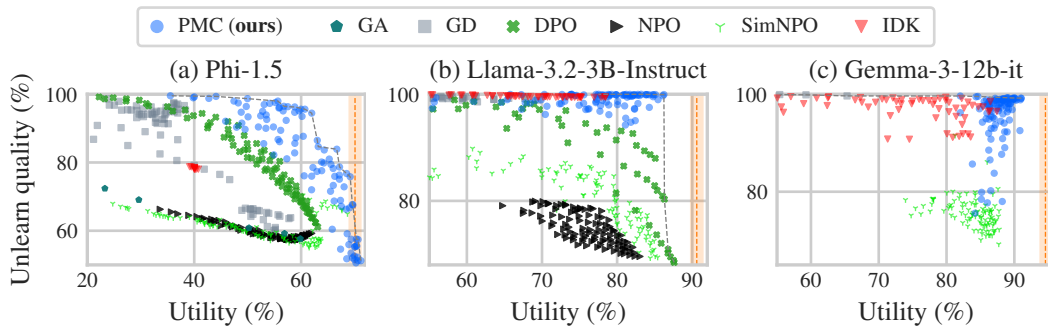 PMC (ours) GA GD DPO NPO SimNPO IDK
(a) Phi-1.5 (b) Llama-3.2-3B-Instruct (c) Gemma-3-12b-it
Unlearn quality (%)
100 80 60
100 80
100 80
20 40 60
60 70 80 90
60 70 80 90
Utility (%) Utility (%) Utility (%)